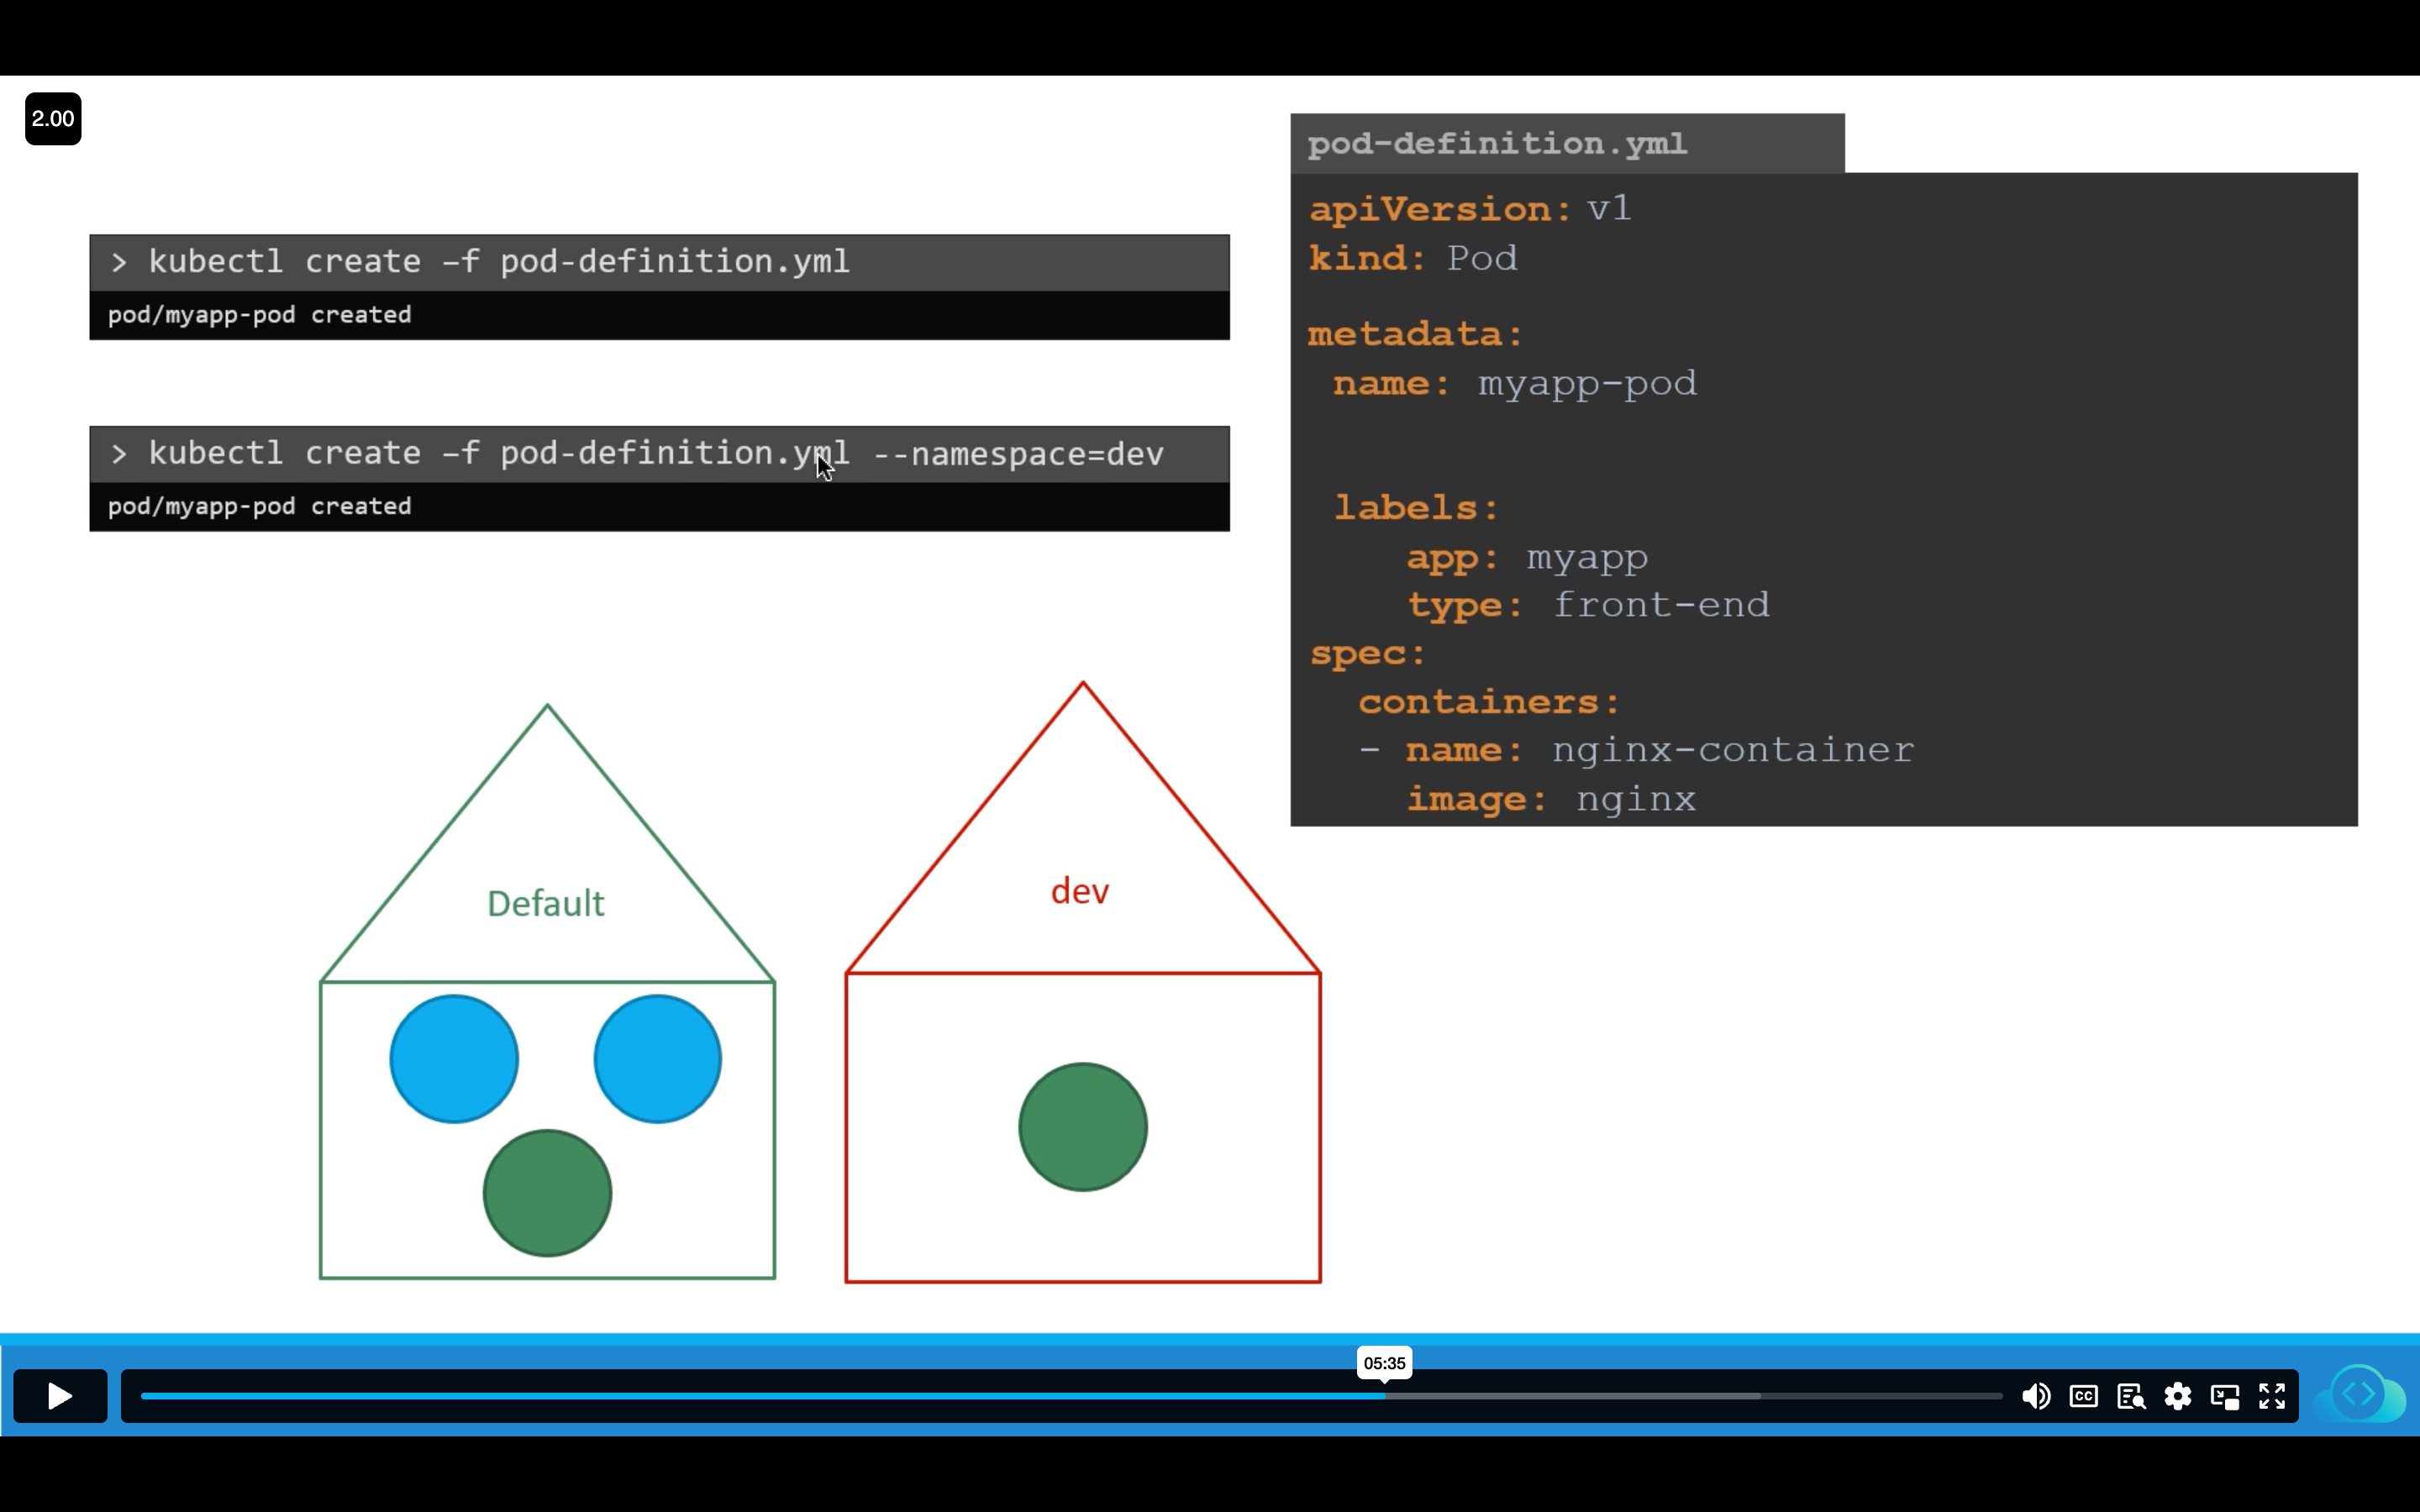 2.00
> kubectl create –f pod-definition.yml
pod/myapp-pod created
> kubectl create –f pod-definition.yml --namespace=dev
pod/myapp-pod created
Default
dev
pod-definition.yml
apiVersion: v1
kind: Pod
metadata:
name: myapp-pod
labels:
app: myapp
type: front-end
spec:
containers:
- name: nginx-container
image: nginx
05:35
CC